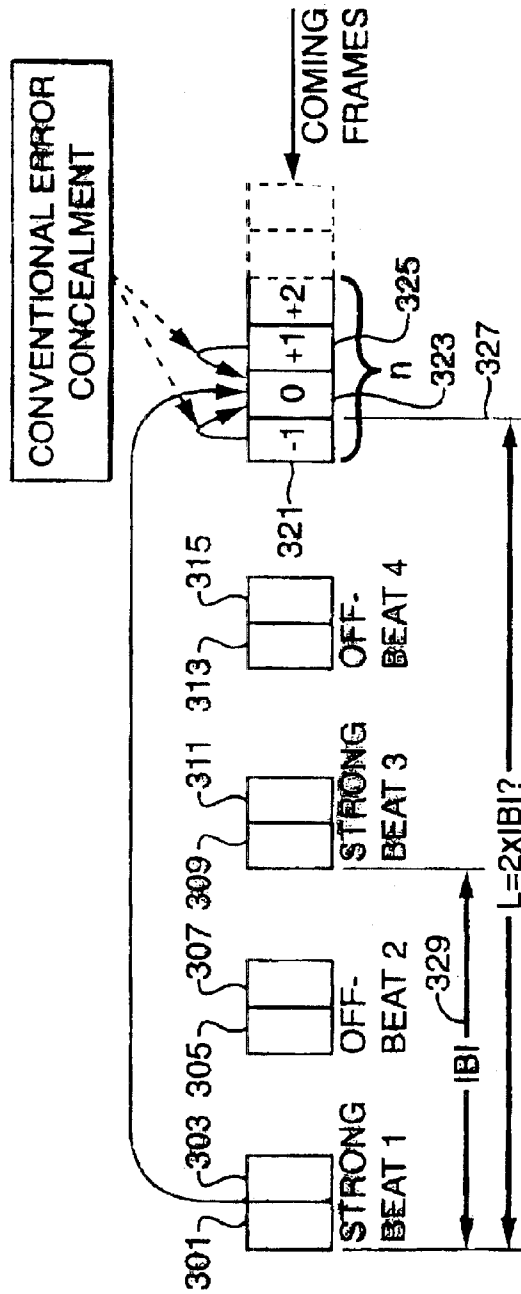 CONVENTIONAL ERROR
CONCEALMENT
COMING
FRAMES
301
303
305
307
309
311
313
315
321
-1
0
+1
+2
n
323
325
327
STRONG
BEAT 1
OFF-
BEAT 2
STRONG
BEAT 3
OFF-
BEAT 4
IBI
329
L=2xIBI?